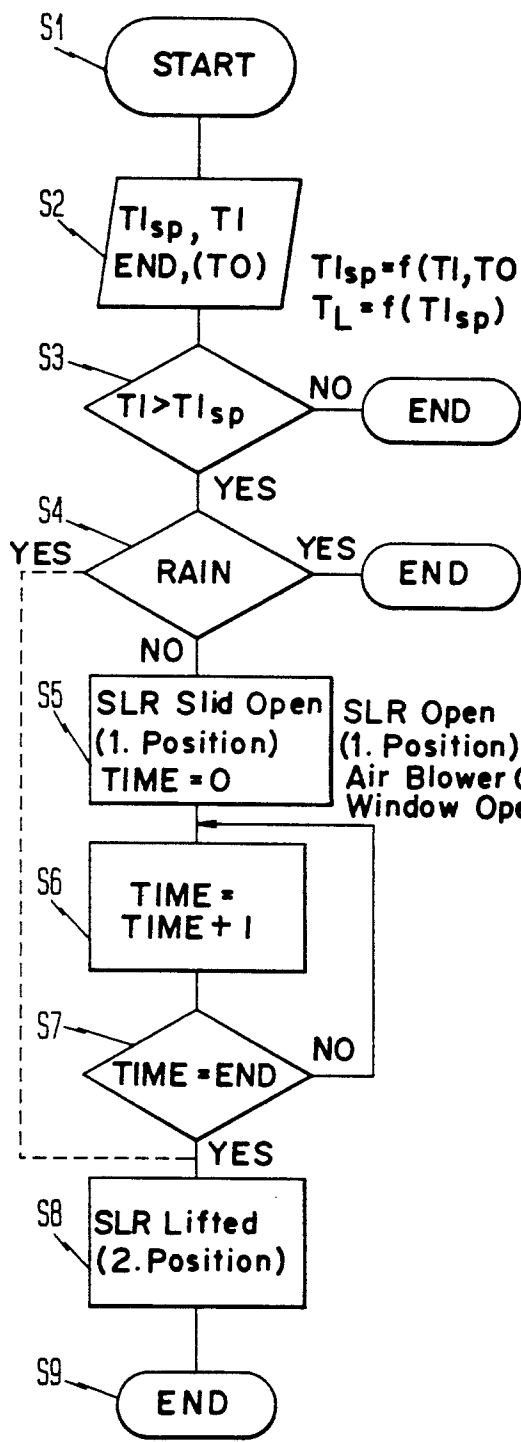 S1
START
S2
TIsp, TI
END,(TO)
TIsp=f(TI,TO
TL=f(TIsp)
S3
TI>TIsp
NO
END
YES
S4
YES
RAIN
YES
END
NO
S5
SLR Slid Open
(1. Position)
TIME=0
SLR Open
(1. Position)
Air Blower
Window Ope
S6
TIME=
TIME+1
S7
TIME=END
NO
YES
S8
SLR Lifted
(2. Position)
S9
END